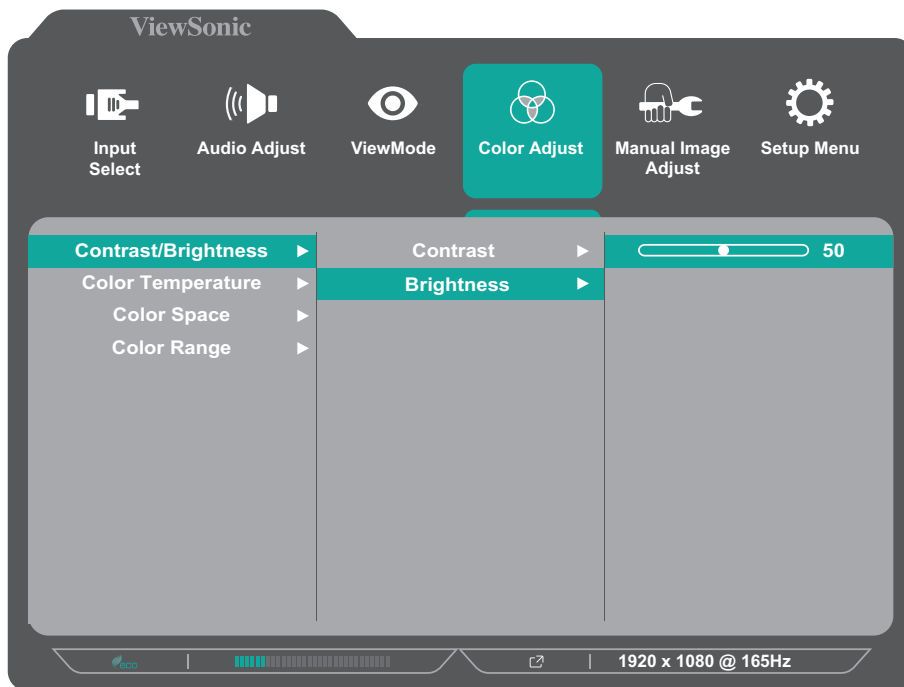 ViewSonic
Input Select
Audio Adjust
ViewMode
Color Adjust
Manual Image Adjust
Setup Menu
Contrast/Brightness
Color Temperature
Color Space
Color Range
Contrast
Brightness
50
eco
1920 x 1080 @ 165Hz